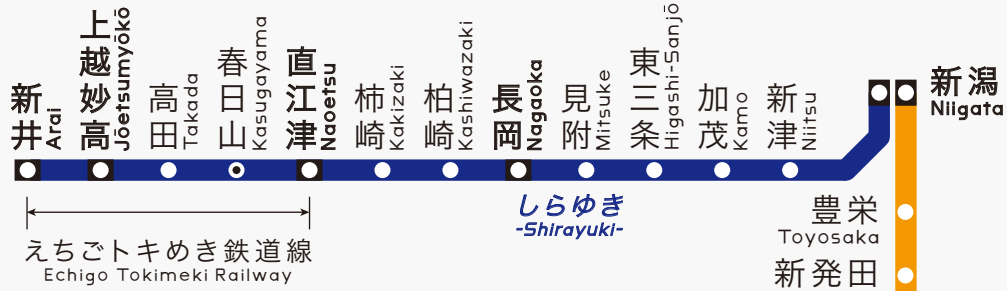 新井
Arai
上越妙高
Jōetsumyōkō
高田
Takada
春日山
Kasugayama
直江津
Naoetsu
柿崎
Kakizaki
柏崎
Kashiwazaki
長岡
Nagaoka
見附
Mitsuke
東三条
Higashi-Sanjō
加茂
Kamo
新津
Niitsu
新潟
Niigata
しらゆき
-Shirayuki-
えちごトキめき鉄道線
Echigo Tokimeki Railway
豊栄
Toyosaka
新発田